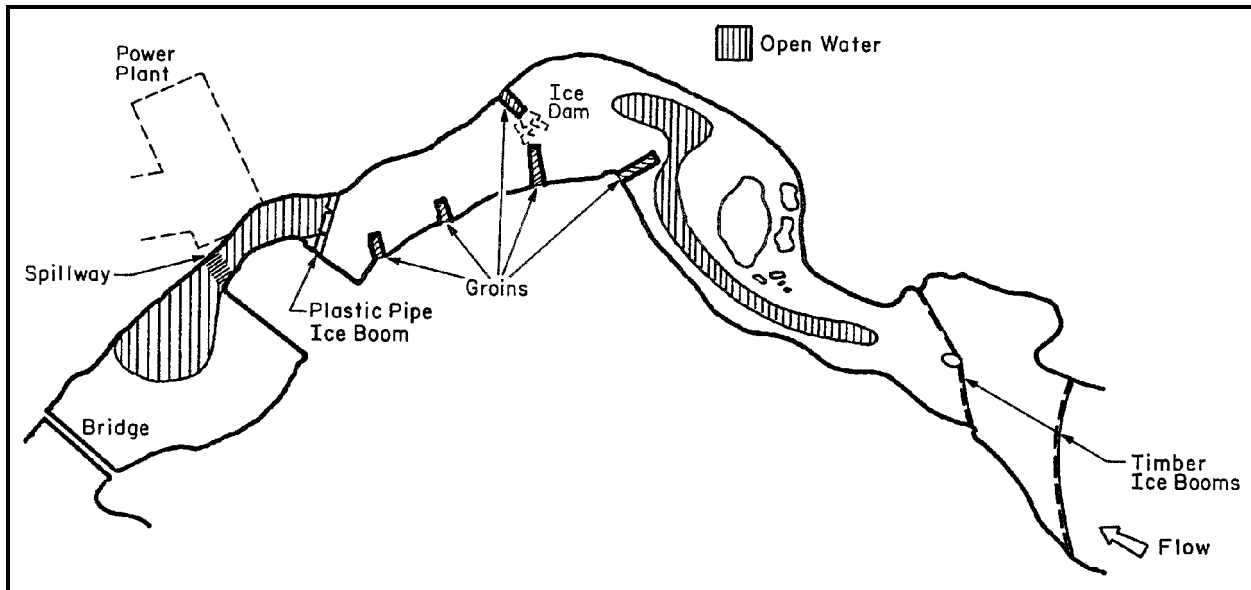 Power
Plant
Open Water
Ice
Dam
Spillway
Groins
Plastic Pipe
Ice Boom
Bridge
Timber
Ice Booms
Flow